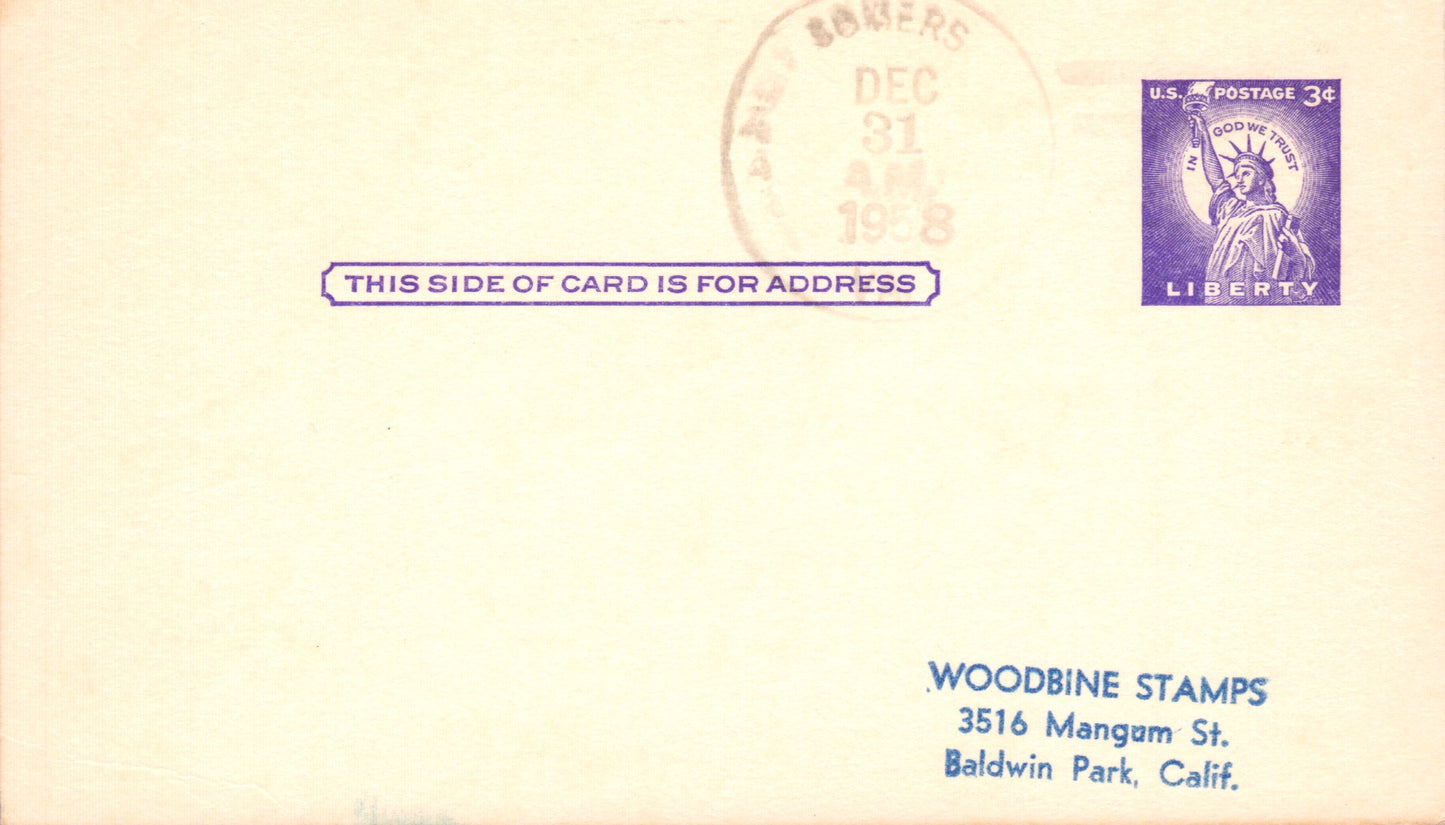 SOMERS
DEC
31
A.M.
1958
U.S. POSTAGE 3¢
IN GOD WE TRUST
LIBERTY
THIS SIDE OF CARD IS FOR ADDRESS
WOODBINE STAMPS
3516 Mangum St.
Baldwin Park, Calif.